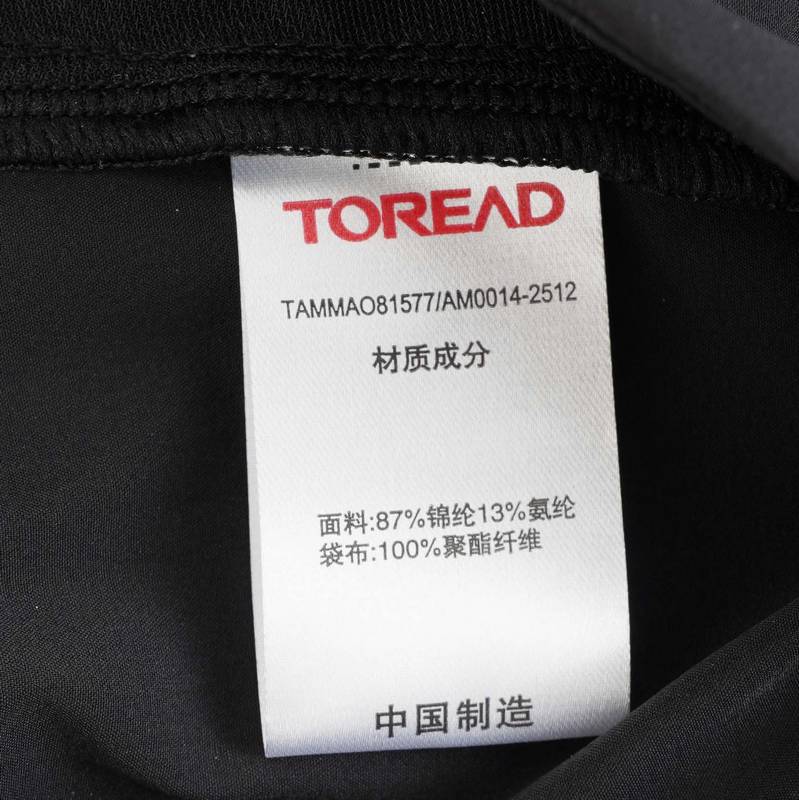 TOREAD
TAMMAO81577/AM0014-2512
材质成分
面料:87%锦纶13%氨纶
袋布:100%聚酯纤维
中国制造